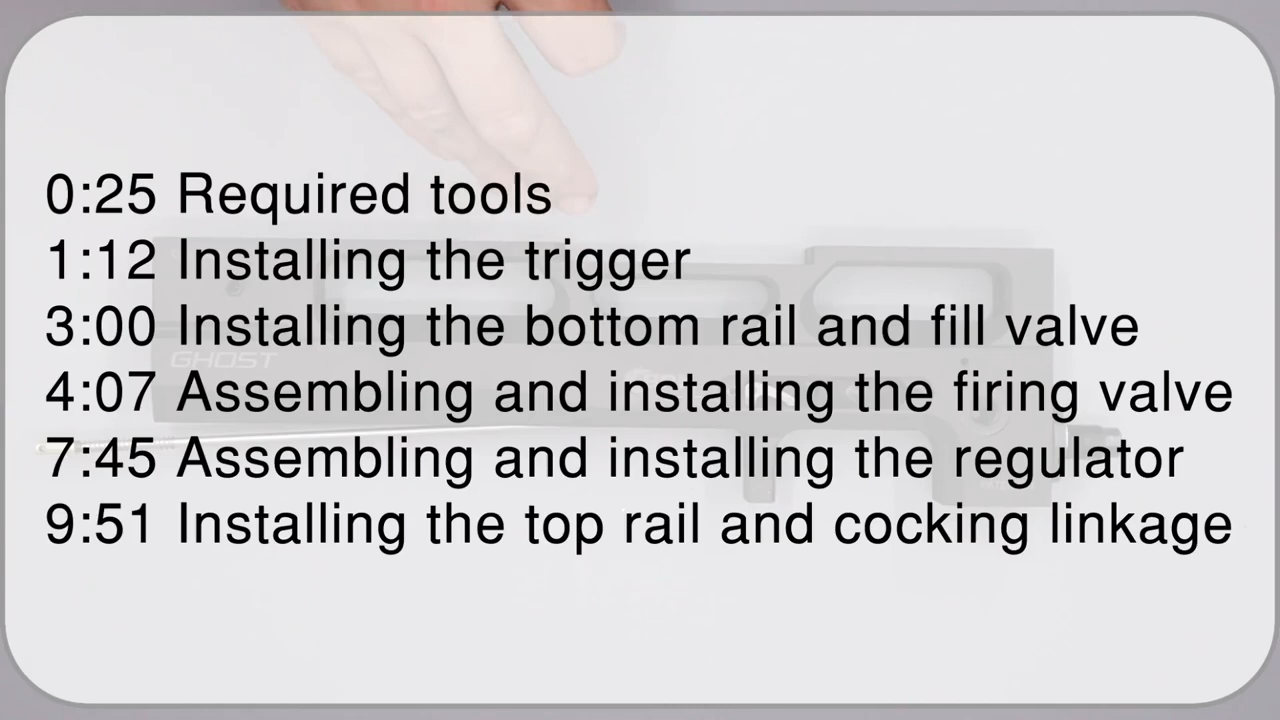 0:25 Required tools
1:12 Installing the trigger
3:00 Installing the bottom rail and fill valve
GHOST
4:07 Assembling and installing the firing valve
7:45 Assembling and installing the regulator
9:51 Installing the top rail and cocking linkage